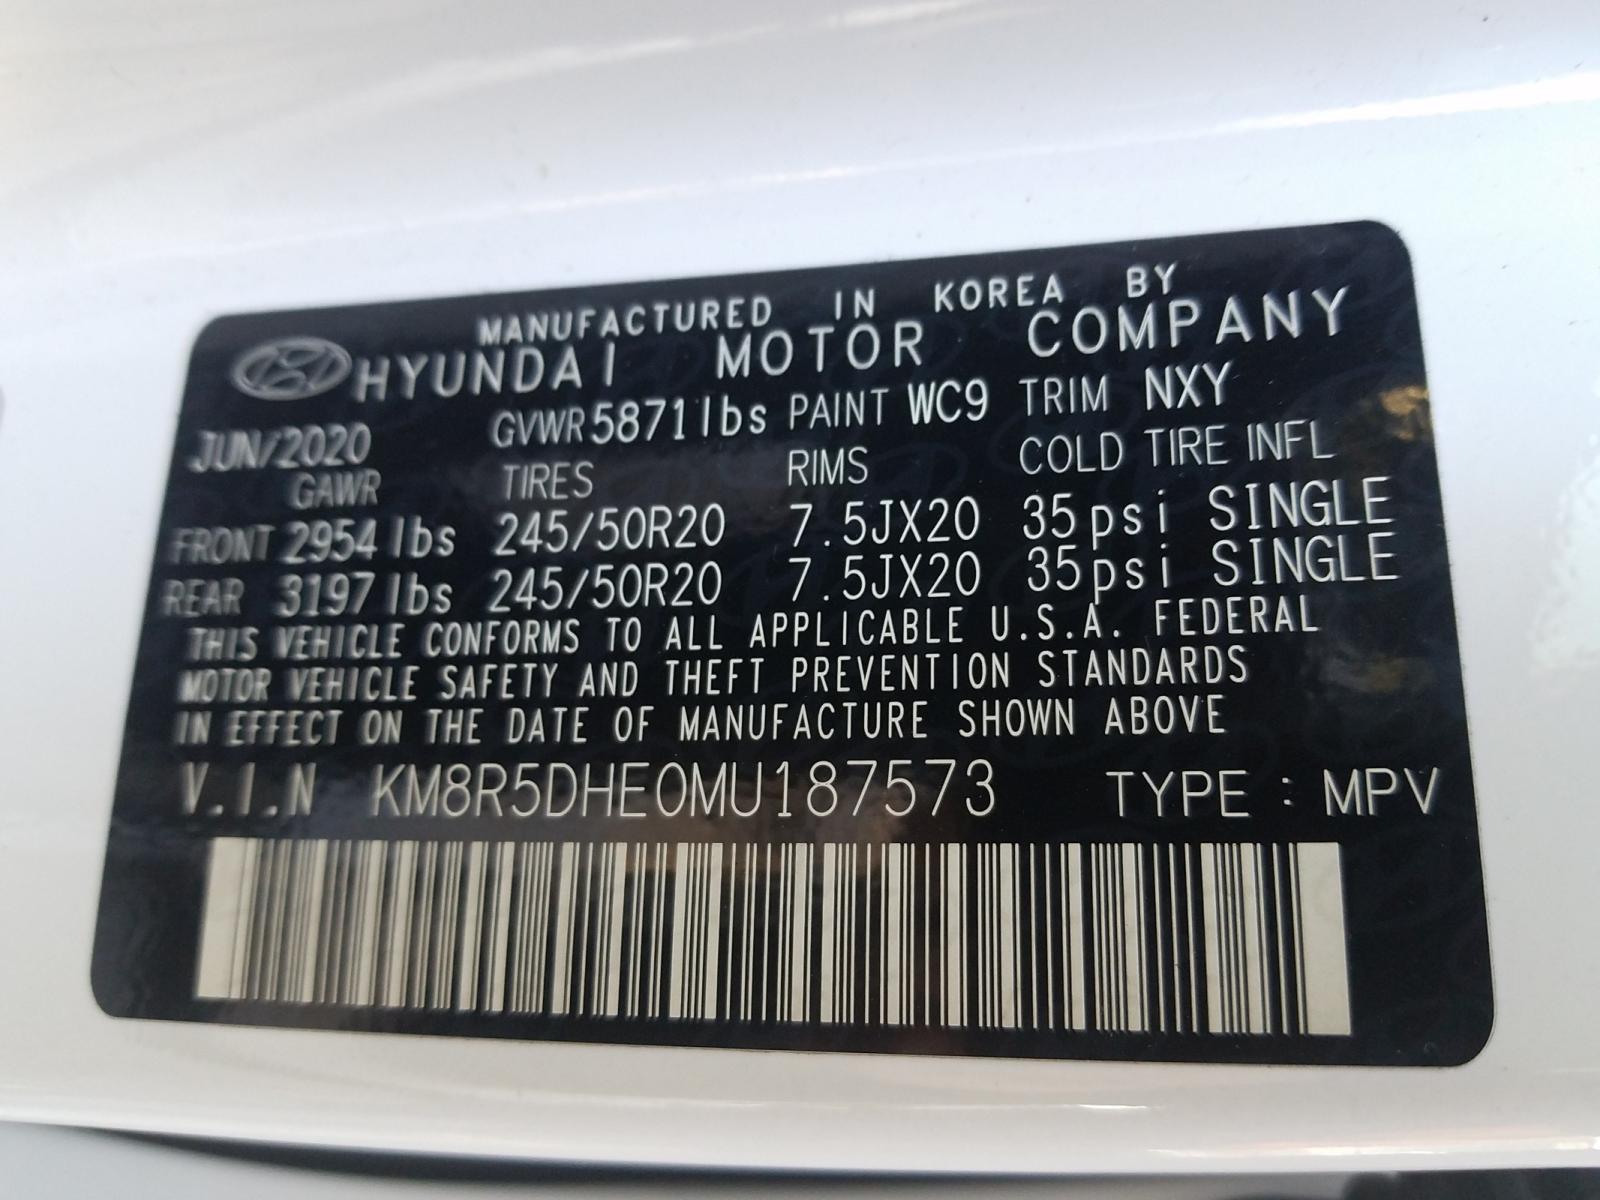 MANUFACTURED IN KOREA BY
HYUNDAI MOTOR COMPANY
JUN/2020 GVWR 5871lbs PAINT WC9 TRIM NXY
GAWR TIRES RIMS COLD TIRE INFL
FRONT 2954 lbs 245/50R20 7.5JX20 35psi SINGLE
REAR 3197 lbs 245/50R20 7.5JX20 35psi SINGLE
THIS VEHICLE CONFORMS TO ALL APPLICABLE U.S.A. FEDERAL
MOTOR VEHICLE SAFETY AND THEFT PREVENTION STANDARDS
IN EFFECT ON THE DATE OF MANUFACTURE SHOWN ABOVE
V.I.N KM8R5DHE0MU187573 TYPE : MPV